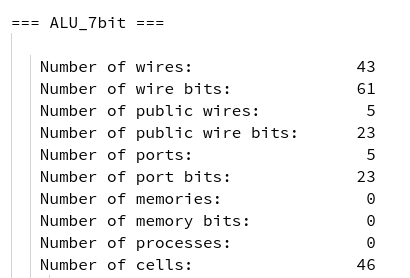 === ALU_7bit ===
Number of wires: 43
Number of wire bits: 61
Number of public wires: 5
Number of public wire bits: 23
Number of ports: 5
Number of port bits: 23
Number of memories: 0
Number of memory bits: 0
Number of processes: 0
Number of cells: 46